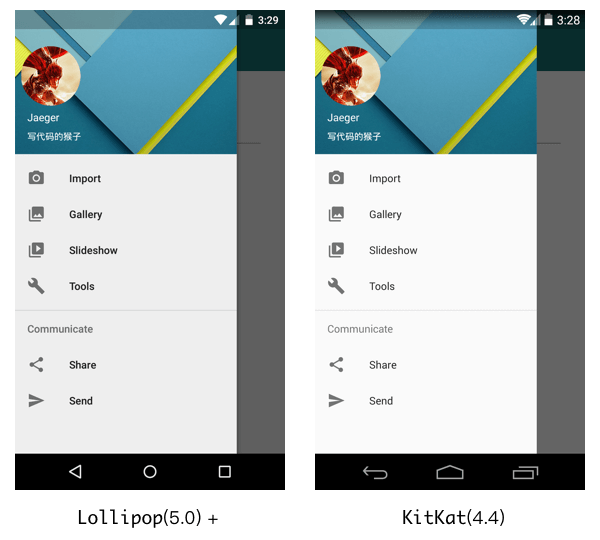 3:29
Jaeger
写代码的猴子
Import
Gallery
Slideshow
Tools
Communicate
Share
Send
Lollipop(5.0) +
3:28
Jaeger
写代码的猴子
Import
Gallery
Slideshow
Tools
Communicate
Share
Send
KitKat(4.4)